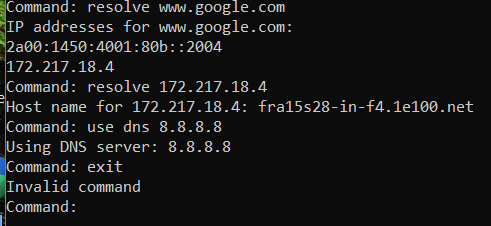 Command: resolve www.google.com
IP addresses for www.google.com:
2a00:1450:4001:80b::2004
172.217.18.4
Command: resolve 172.217.18.4
Host name for 172.217.18.4: fra15s28-in-f4.1e100.net
Command: use dns 8.8.8.8
Using DNS server: 8.8.8.8
Command: exit
Invalid command
Command: